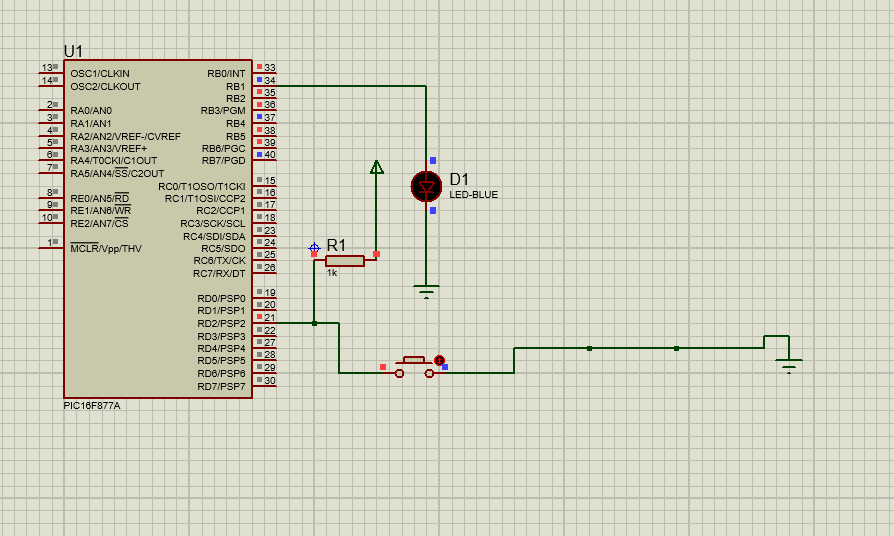 U1
13 OSC1/CLKIN RB0/INT 33
14 OSC2/CLKOUT RB1 34
RB2 35
2 RA0/AN0 RB3/PGM 36
3 RA1/AN1 RB4 37
4 RA2/AN2/VREF-/CVREF RB5 38
5 RA3/AN3/VREF+ RB6/PGC 39
6 RA4/T0CKI/C1OUT RB7/PGD 40
7 RA5/AN4/SS/C2OUT
RC0/T1OSO/T1CKI 15
8 RE0/AN5/RD RC1/T1OSI/CCP2 16
9 RE1/AN6/WR RC2/CCP1 17
10 RE2/AN7/CS RC3/SCK/SCL 18
RC4/SDI/SDA 23
1 MCLR/Vpp/THV RC5/SDO 24
RC6/TX/CK 25
RC7/RX/DT 26
RD0/PSP0 19
RD1/PSP1 20
RD2/PSP2 21
RD3/PSP3 22
RD4/PSP4 27
RD5/PSP5 28
RD6/PSP6 29
RD7/PSP7 30
PIC16F877A
R1
1k
D1
LED-BLUE